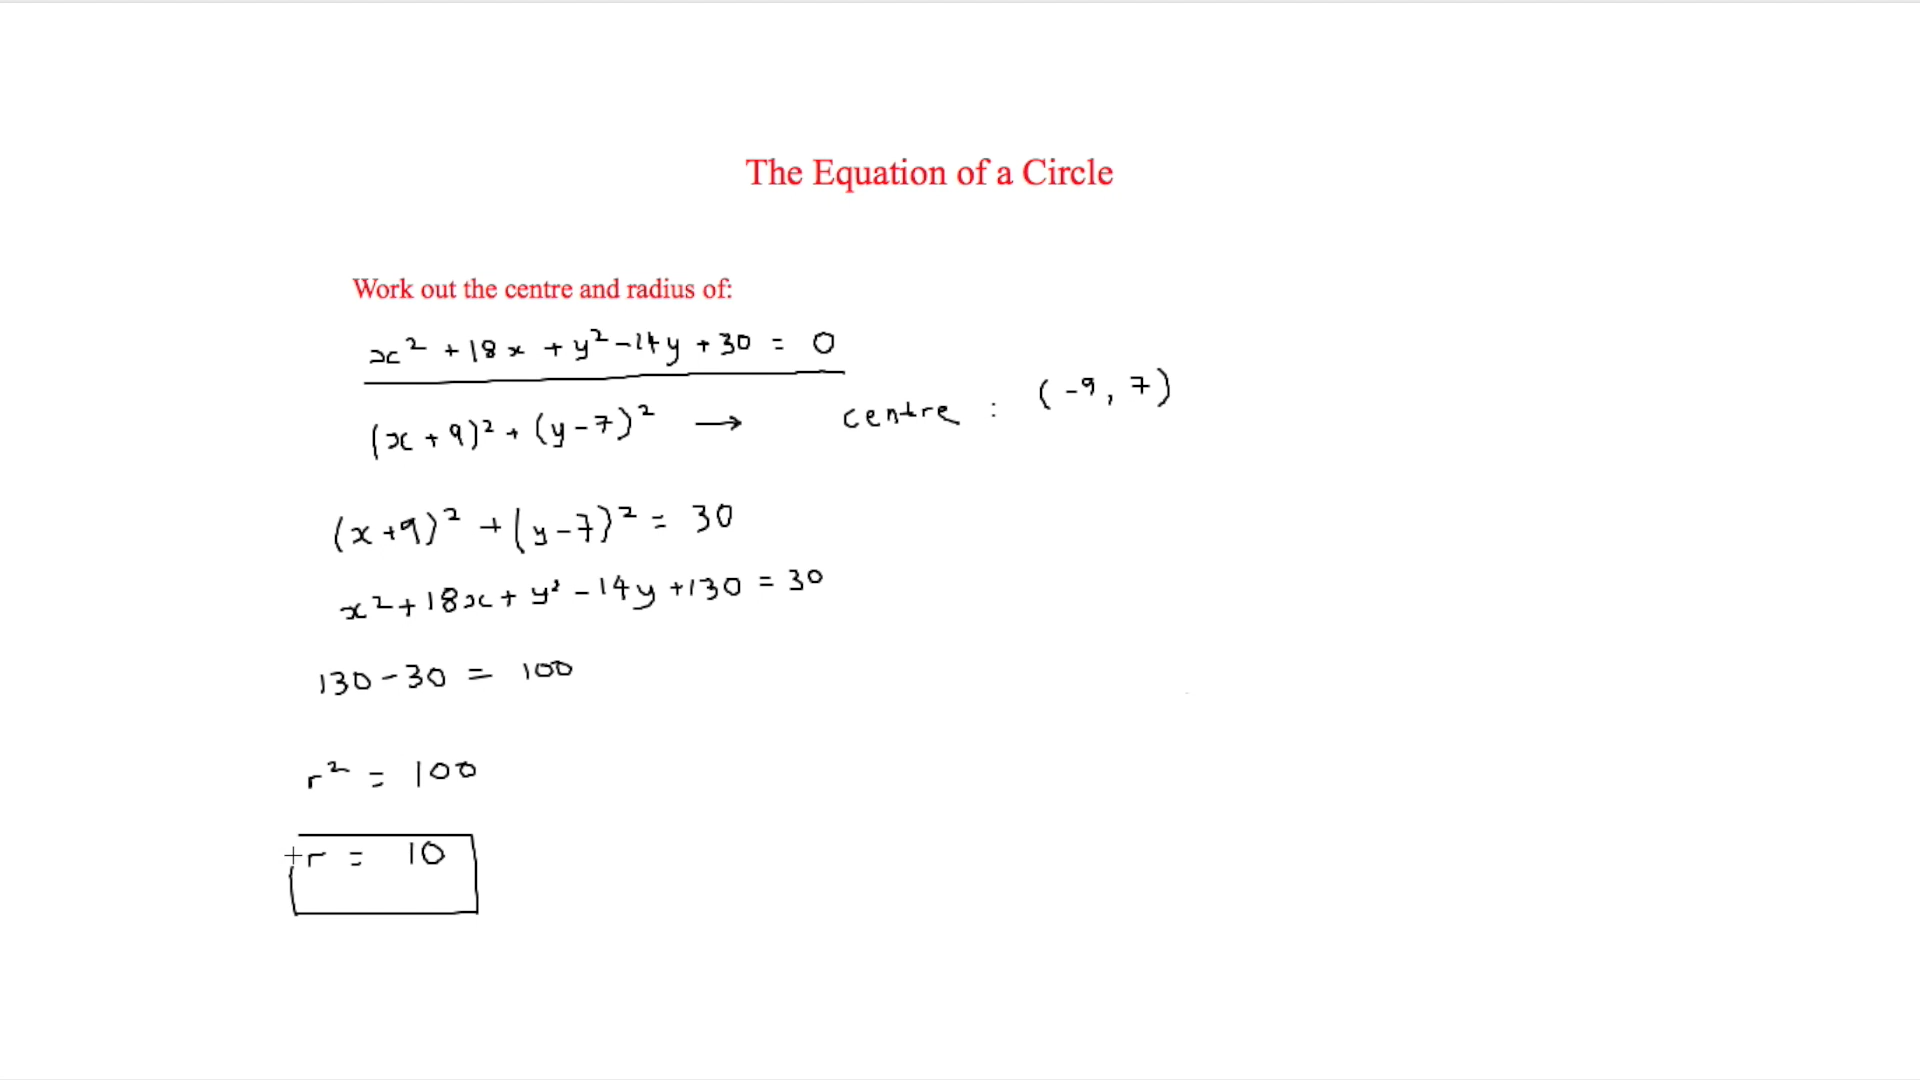 The Equation of a Circle
Work out the centre and radius of:
x² + 18x + y² - 14y + 30 = 0
(x + 9)² + (y - 7)² → centre : (-9, 7)
(x + 9)² + (y - 7)² = 30
x² + 18x + y² - 14y + 130 = 30
130 - 30 = 100
r² = 100
r = 10